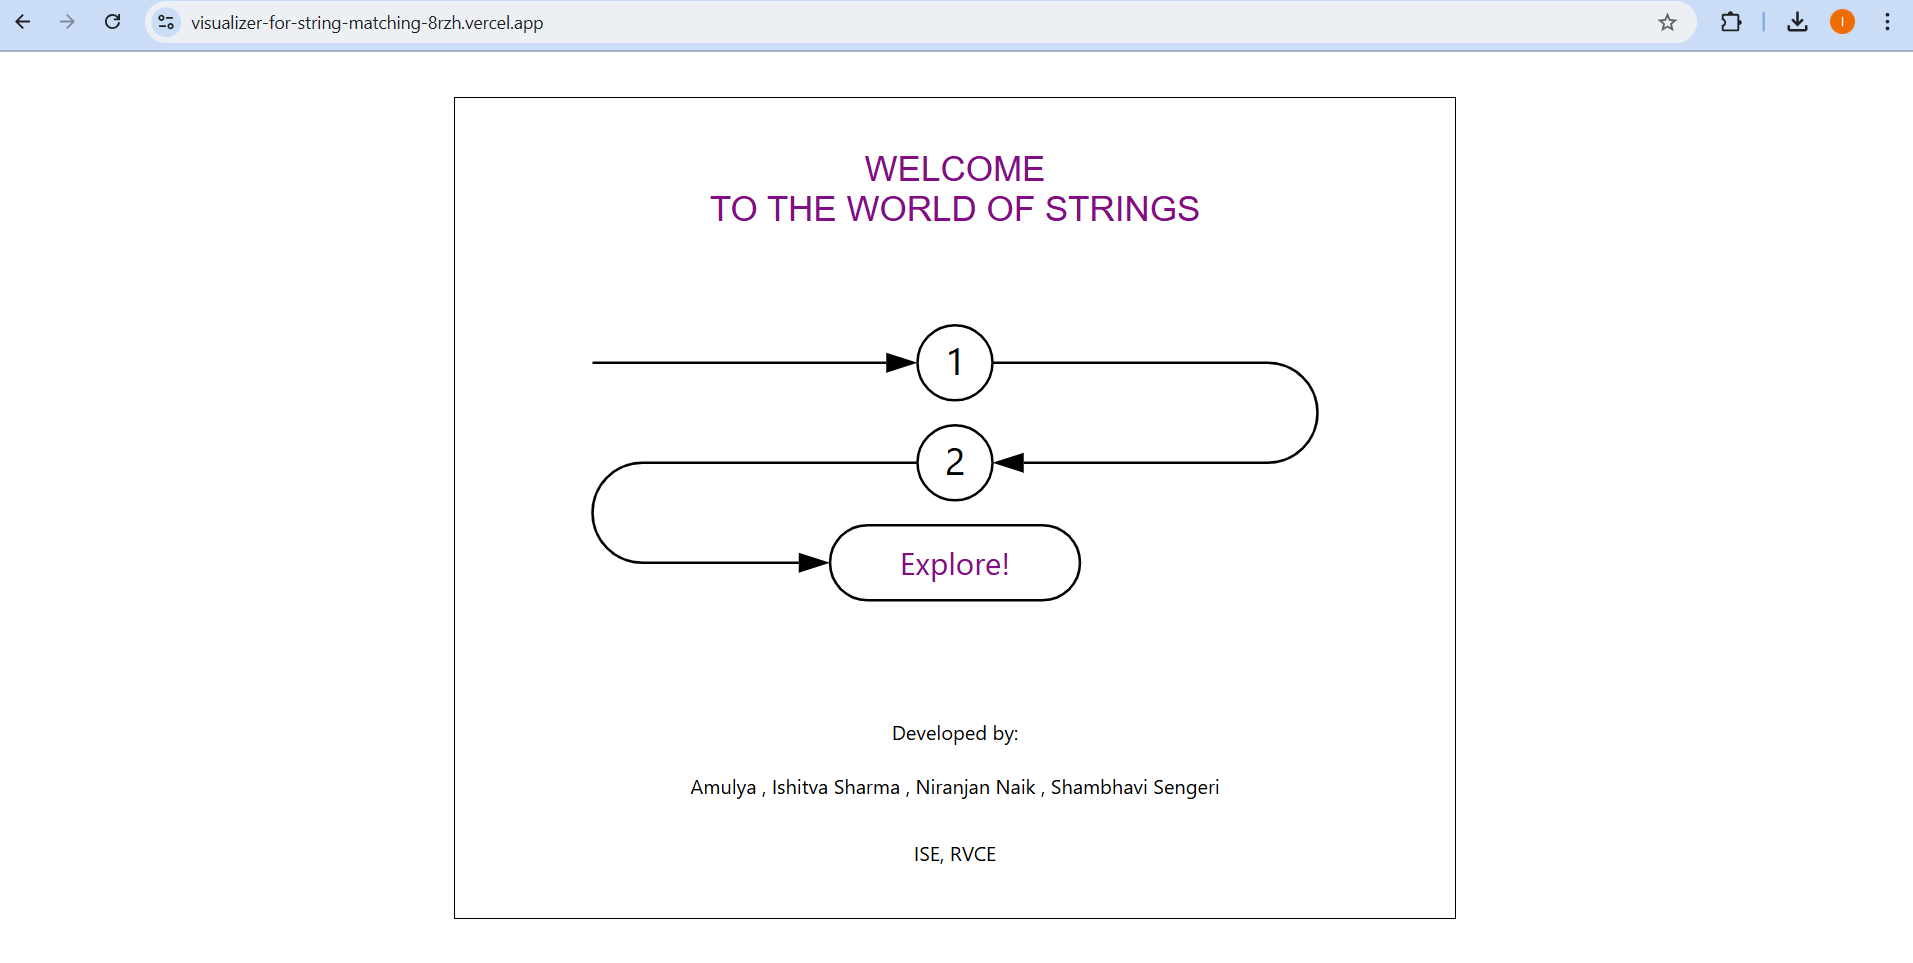 visualizer-for-string-matching-8rzh.vercel.app
I
WELCOME
TO THE WORLD OF STRINGS
1
2
Explore!
Developed by:
Amulya , Ishitva Sharma , Niranjan Naik , Shambhavi Sengeri
ISE, RVCE